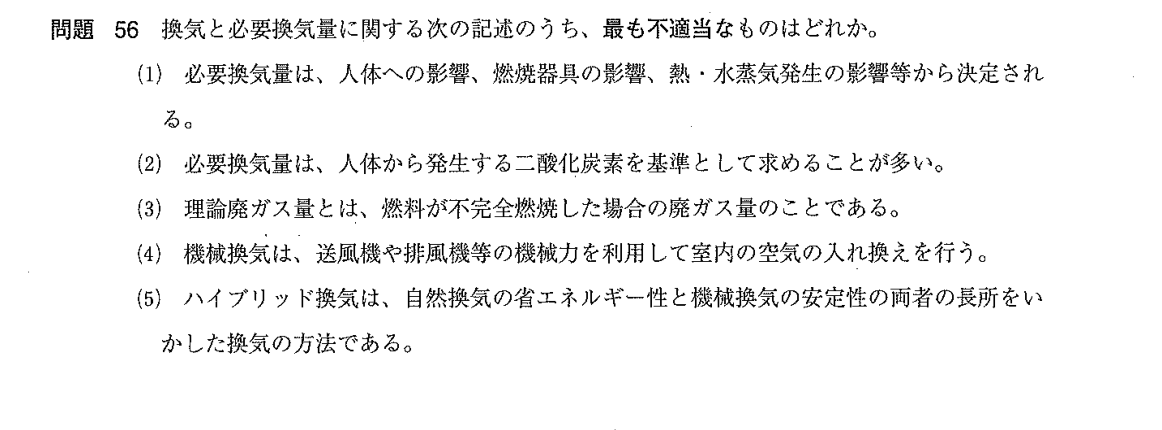 問題 56 換気と必要換気量に関する次の記述のうち、最も不適当なものはどれか。
(1) 必要換気量は、人体への影響、燃焼器具の影響、熱・水蒸気発生の影響等から決定され
る。
(2) 必要換気量は、人体から発生する二酸化炭素を基準として求めることが多い。
(3) 理論廃ガス量とは、燃料が不完全燃焼した場合の廃ガス量のことである。
(4) 機械換気は、送風機や排風機等の機械力を利用して室内の空気の入れ換えを行う。
(5) ハイブリッド換気は、自然換気の省エネルギー性と機械換気の安定性の両者の長所をい
かした換気の方法である。